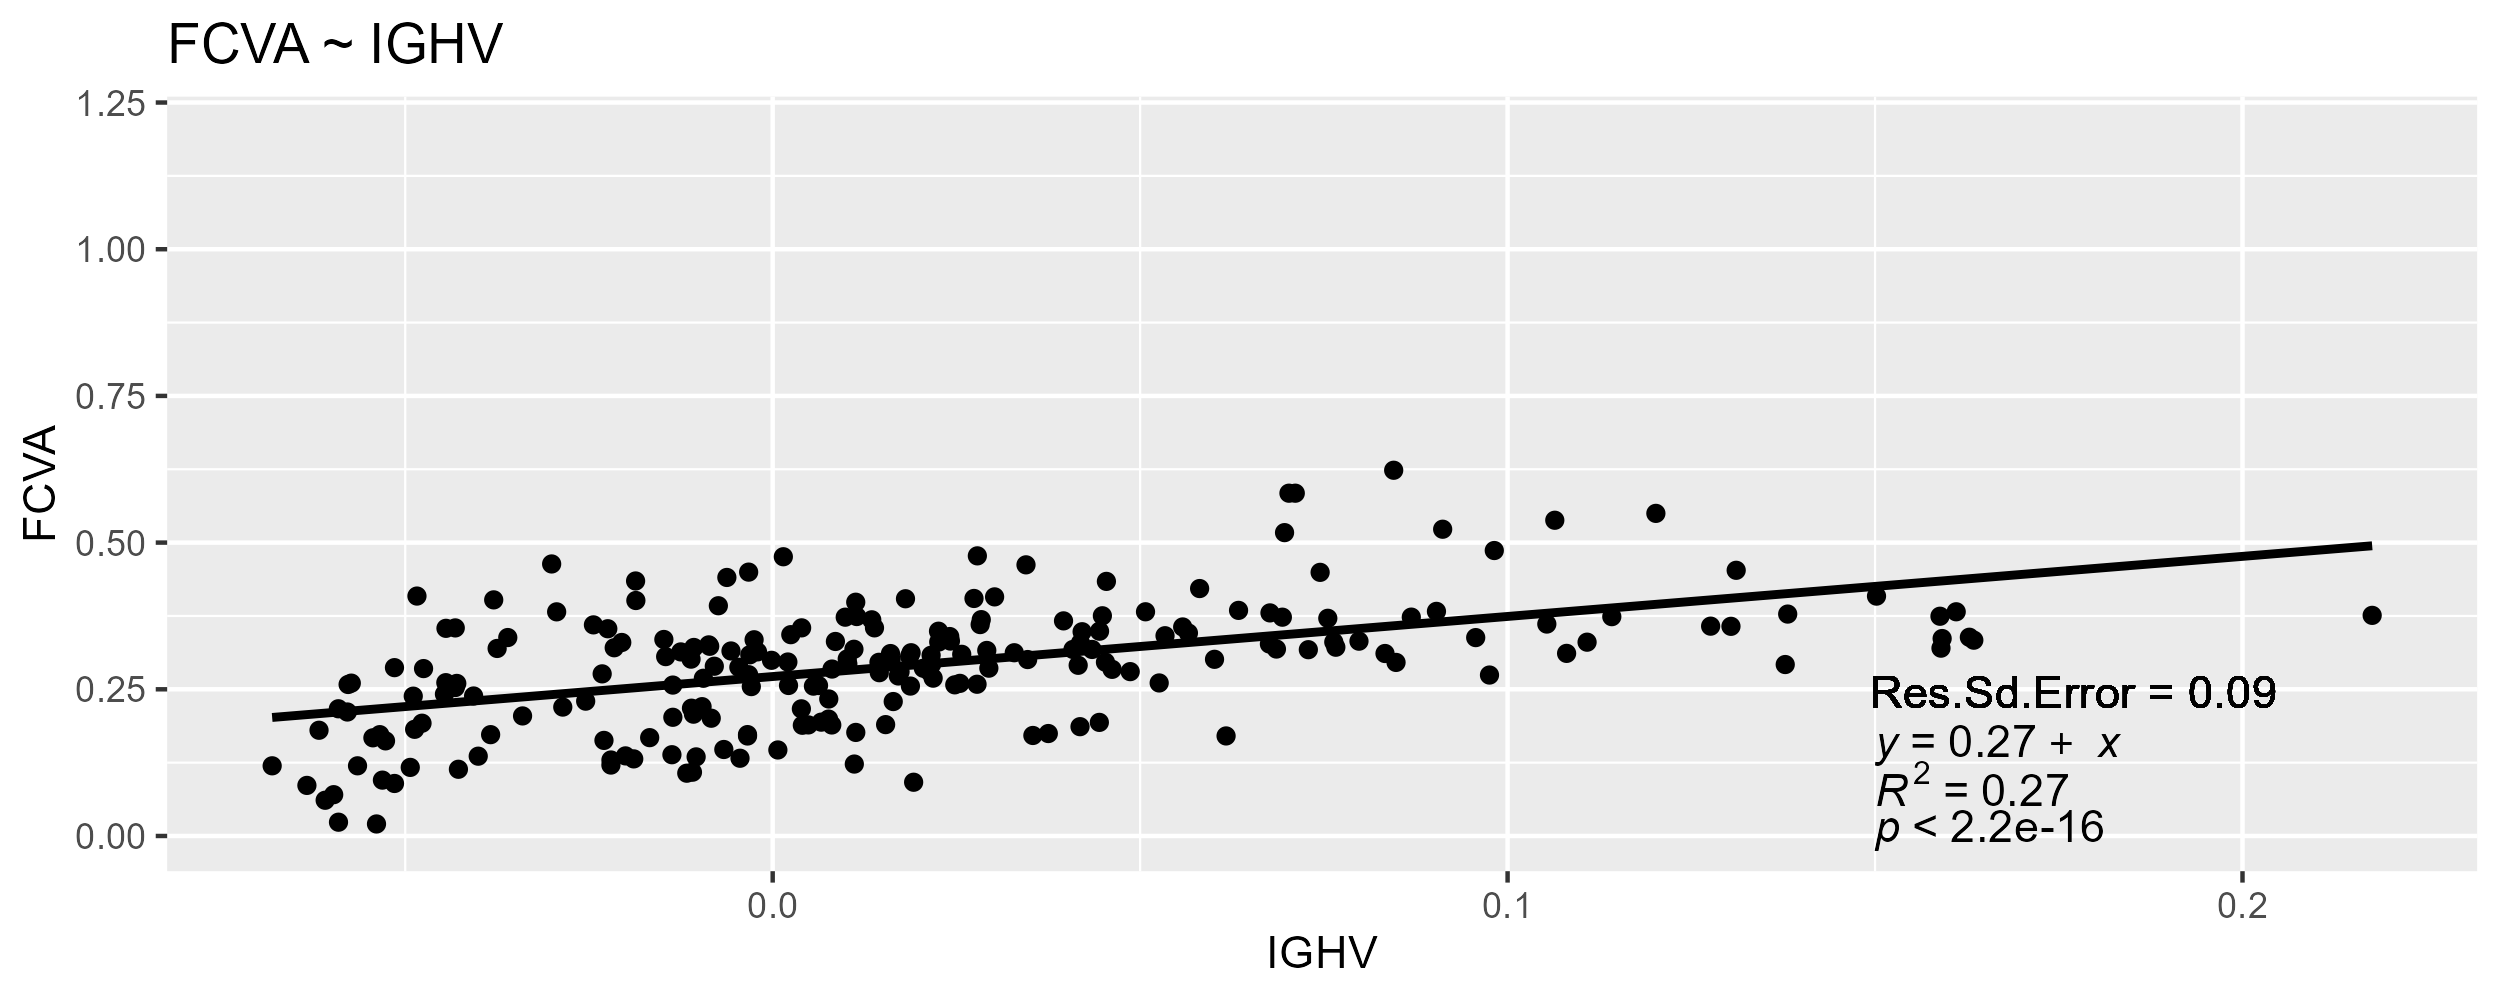 FCVA ~ IGHV
1.25
1.00
0.75
0.50
0.25
0.00
FCVA
Res.Sd.Error = 0.09
y = 0.27 + x
R² = 0.27
p < 2.2e-16
0.0 0.1 0.2
IGHV